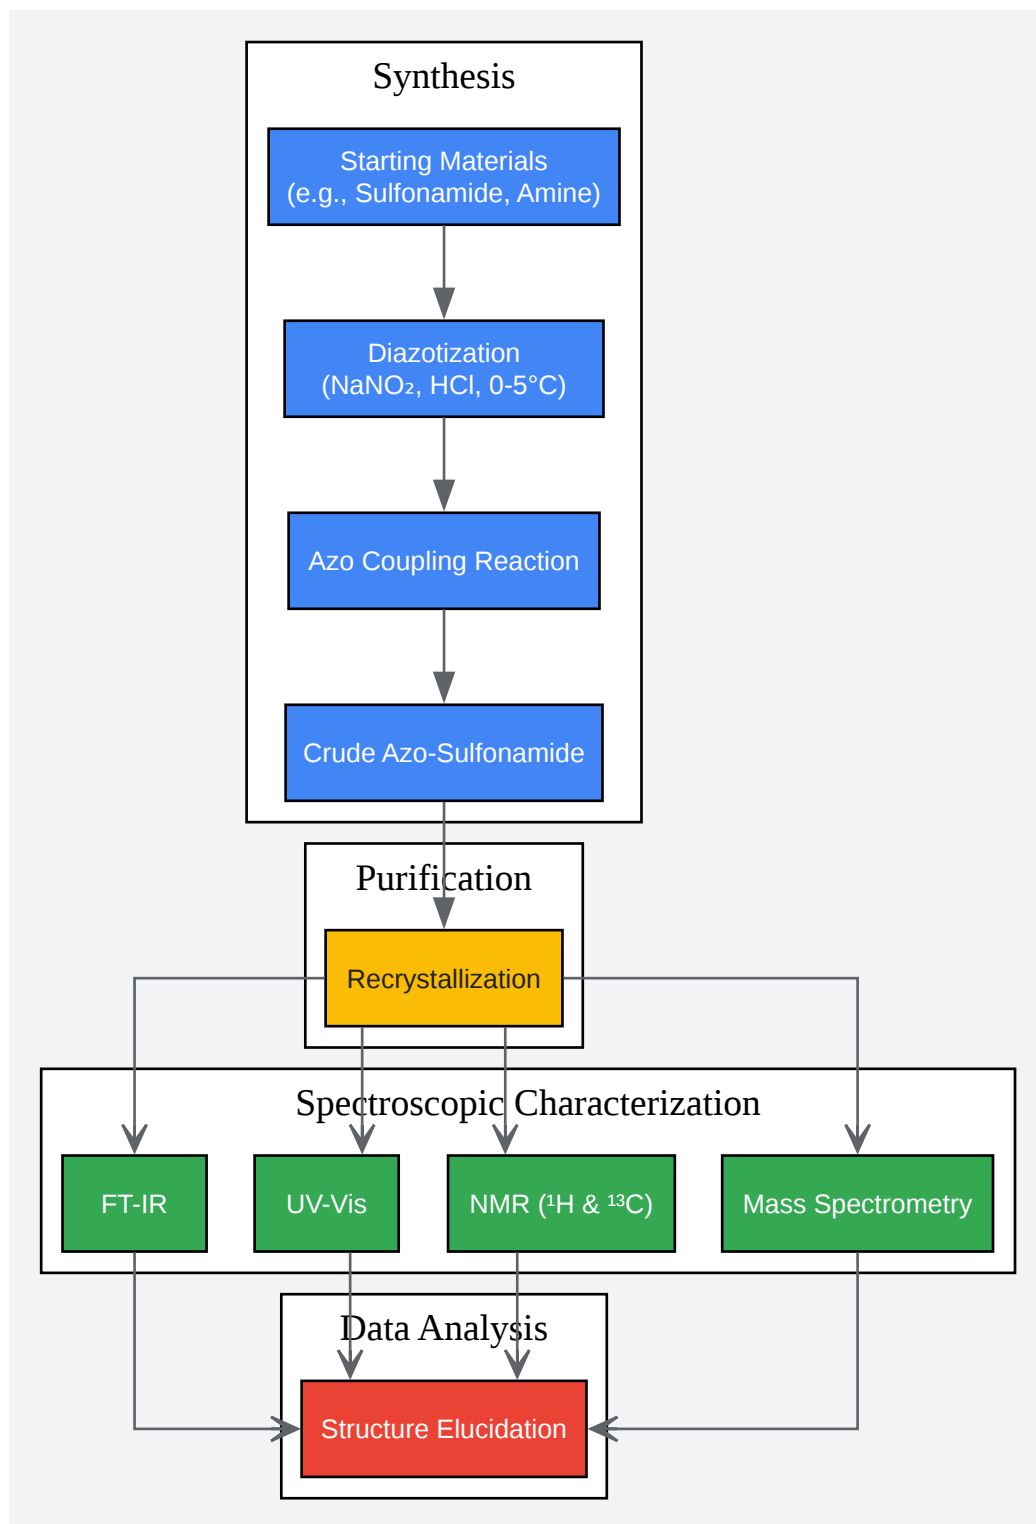 Synthesis
Starting Materials
(e.g., Sulfonamide, Amine)
Diazotization
(NaNO₂, HCl, 0-5°C)
Azo Coupling Reaction
Crude Azo-Sulfonamide
Purification
Recrystallization
Spectroscopic Characterization
FT-IR
UV-Vis
NMR (¹H & ¹³C)
Mass Spectrometry
Data Analysis
Structure Elucidation